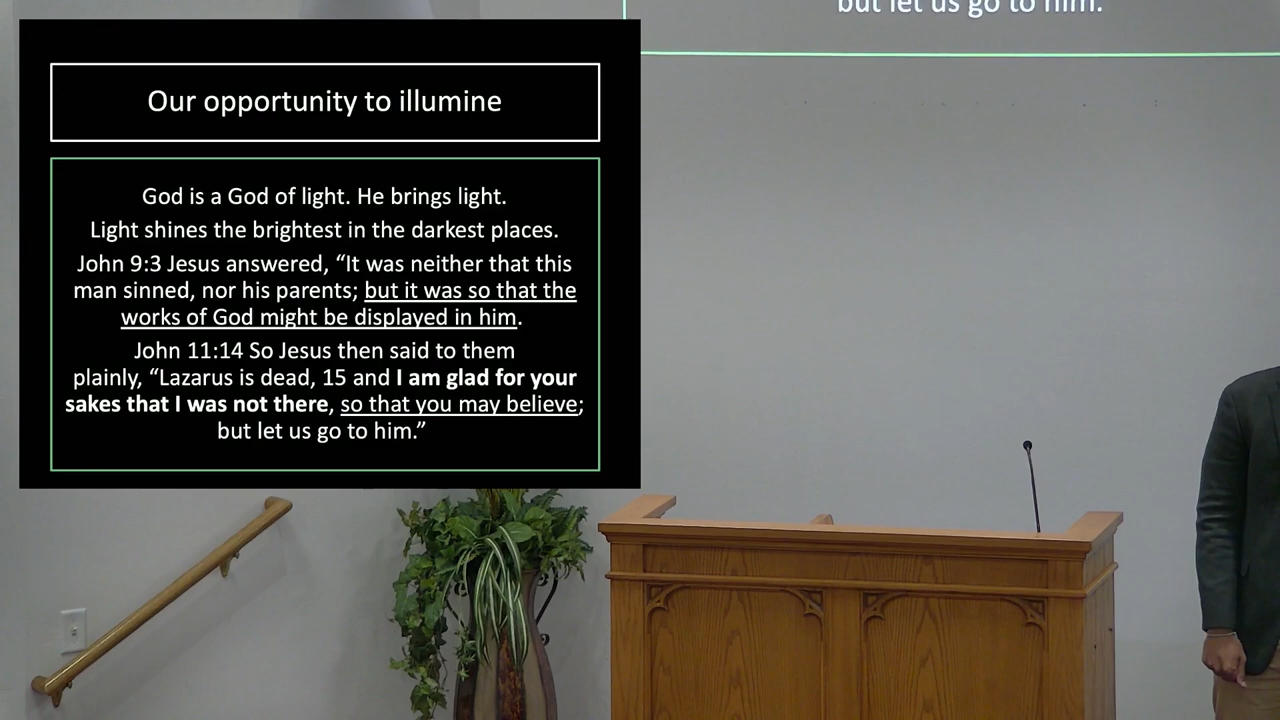 but let us go to him.
Our opportunity to illumine
God is a God of light. He brings light.
Light shines the brightest in the darkest places.
John 9:3 Jesus answered, “It was neither that this
man sinned, nor his parents; but it was so that the
works of God might be displayed in him.
John 11:14 So Jesus then said to them
plainly, “Lazarus is dead, 15 and I am glad for your
sakes that I was not there, so that you may believe;
but let us go to him.”